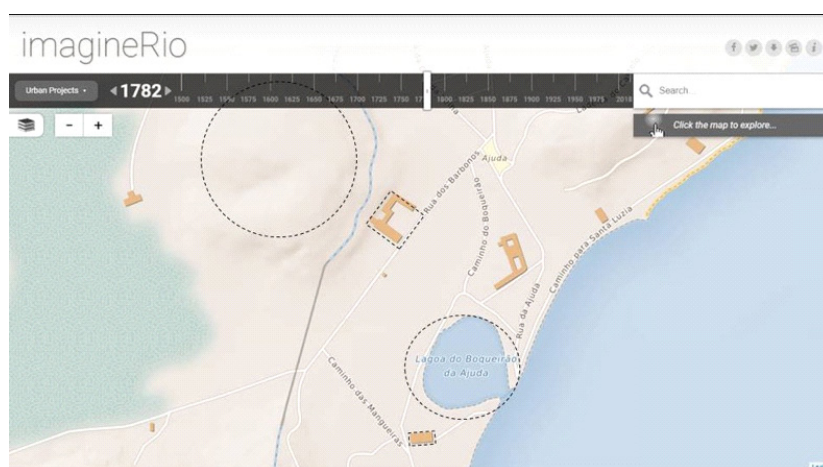 imagineRio
Urban Projects
1782
1500 1525 1550 1575 1600 1625 1650 1675 1700 1725 1750 1800 1825 1850 1875 1900 1925 1950 1975 2018
Search...
Click the map to explore...
Ajuda
Rua dos Barbonos
Caminho do Boqueirão
Caminho para Santa Luzia
Rua da Ajuda
Lagoa do Boqueirão
da Ajuda
Caminho das Mangueiras